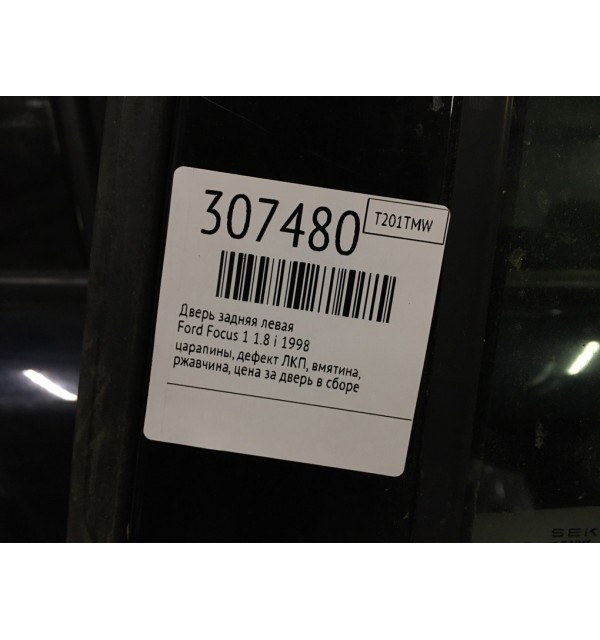 307480
T201TMW
Дверь задняя левая
Ford Focus 1 1.8 i 1998
царапины, дефект ЛКП, вмятина,
ржавчина, цена за дверь в сборе
SEK